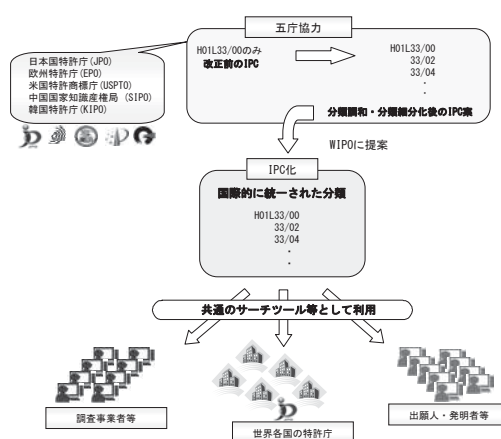 五庁協力
日本国特許庁(JPO)
欧州特許庁(EPO)
米国特許商標庁(USPTO)
中国国家知識産権局 (SIPO)
韓国特許庁(KIPO)
H01L33/00のみ
改正前のIPC
H01L33/00
33/02
33/04
・
・
分類調和・分類細分化後のIPC案
WIPOに提案
IPC化
国際的に統一された分類
H01L33/00
33/02
33/04
・
・
共通のサーチツール等として利用
調査事業者等
世界各国の特許庁
出願人・発明者等